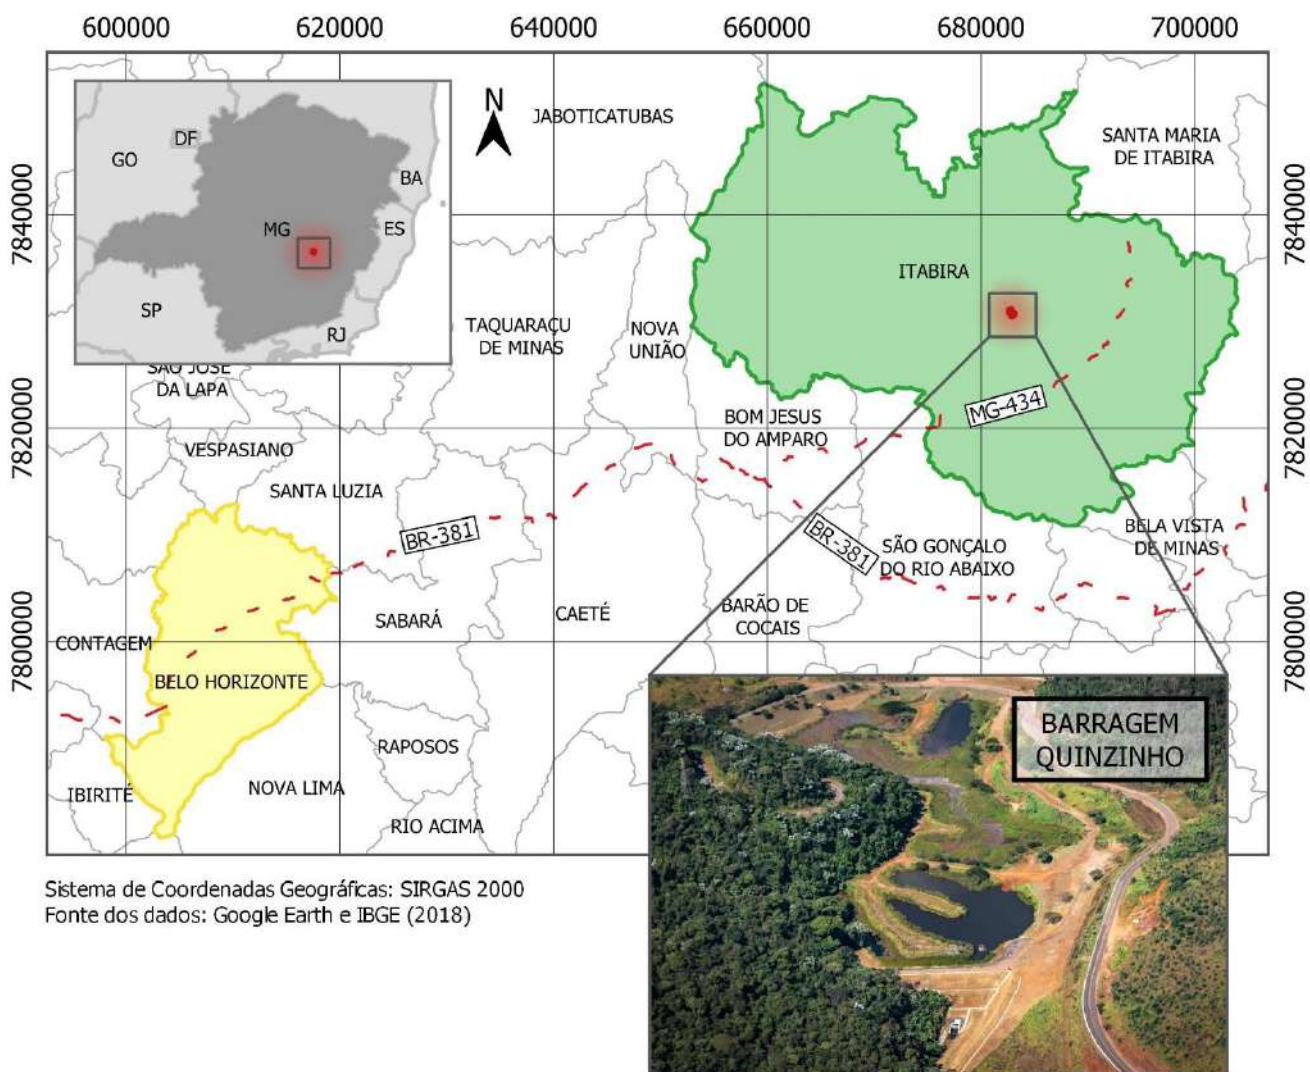 600000
620000
640000
660000
680000
700000
N
JABOTICATUBAS
SANTA MARIA
DE ITABIRA
DF
GO
BA
MG
ES
SP
RJ
7840000
7840000
ITABIRA
TAQUARAÇU
DE MINAS
NOVA
UNIÃO
SÃO JOSÉ
DA LAPA
MG-434
BOM JESUS
DO AMPARO
7820000
7820000
VESPASIANO
SANTA LUZIA
BR-381
BR-381
SÃO GONÇALO
DO RIO ABAIXO
BELA VISTA
DE MINAS
SABARÁ
CAETÉ
BARÃO DE
COCAIS
CONTAGEM
7800000
7800000
BELO HORIZONTE
RAPOSOS
BARRAGEM
QUINZINHO
IBIRITÉ
NOVA LIMA
RIO ACIMA
Sistema de Coordenadas Geográficas: SIRGAS 2000
Fonte dos dados: Google Earth e IBGE (2018)